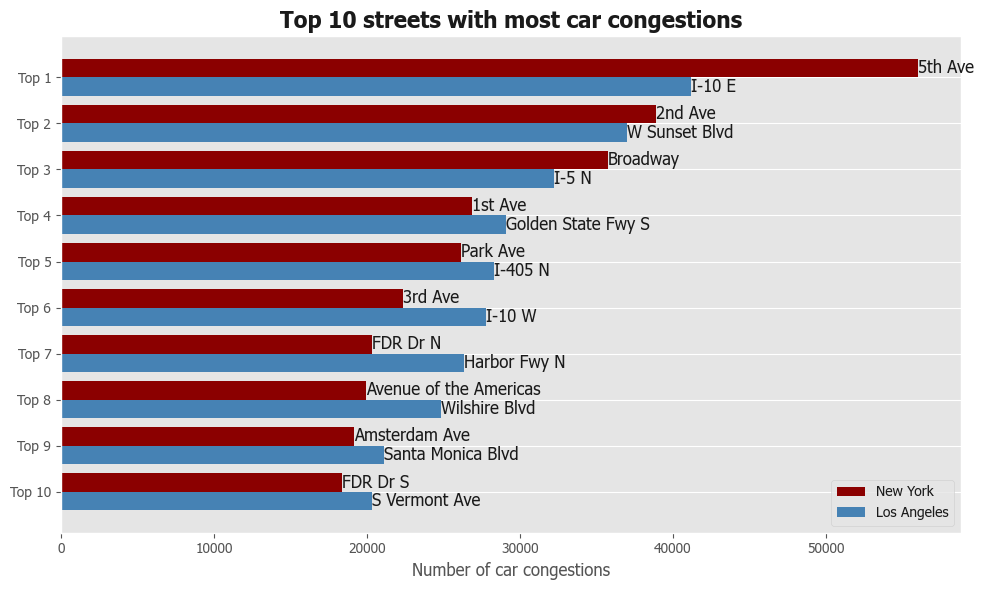 Top 10 streets with most car congestions
Top 1
5th Ave
I-10 E
Top 2
2nd Ave
W Sunset Blvd
Top 3
Broadway
I-5 N
Top 4
1st Ave
Golden State Fwy S
Top 5
Park Ave
I-405 N
Top 6
3rd Ave
I-10 W
Top 7
FDR Dr N
Harbor Fwy N
Top 8
Avenue of the Americas
Wilshire Blvd
Top 9
Amsterdam Ave
Santa Monica Blvd
Top 10
FDR Dr S
S Vermont Ave
New York
Los Angeles
0 10000 20000 30000 40000 50000
Number of car congestions